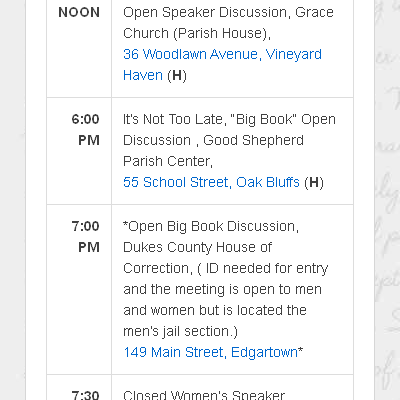 NOON
Open Speaker Discussion, Grace
Church (Parish House),
36 Woodlawn Avenue, Vineyard
Haven (H)
6:00
PM
It's Not Too Late, "Big Book" Open
Discussion , Good Shepherd
Parish Center,
55 School Street, Oak Bluffs (H)
7:00
PM
*Open Big Book Discussion,
Dukes County House of
Correction, ( ID needed for entry
and the meeting is open to men
and women but is located the
men's jail section.)
149 Main Street, Edgartown*
7:30
Closed Women's Speaker